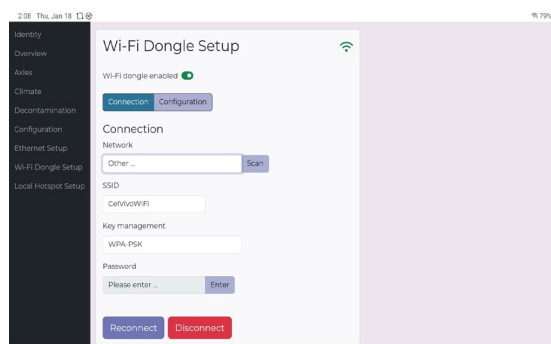 2:08 Thu, Jan 18
79%
Identity
Overview
Axles
Climate
Decontamination
Configuration
Ethernet Setup
Wi-Fi Dongle Setup
Local Hotspot Setup
Wi-Fi Dongle Setup
Wi-Fi dongle enabled
Connection Configuration
Connection
Network
Other ...
Scan
SSID
CelVivoWiFi
Key management
WPA-PSK
Password
Please enter ...
Enter
Reconnect
Disconnect